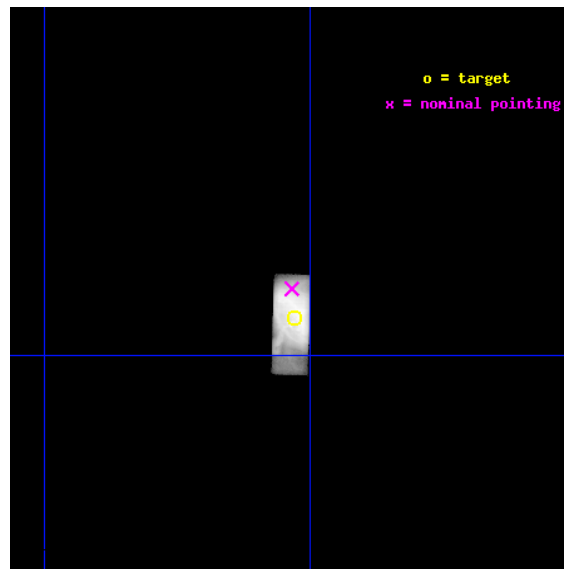 o = target
x = nominal pointing